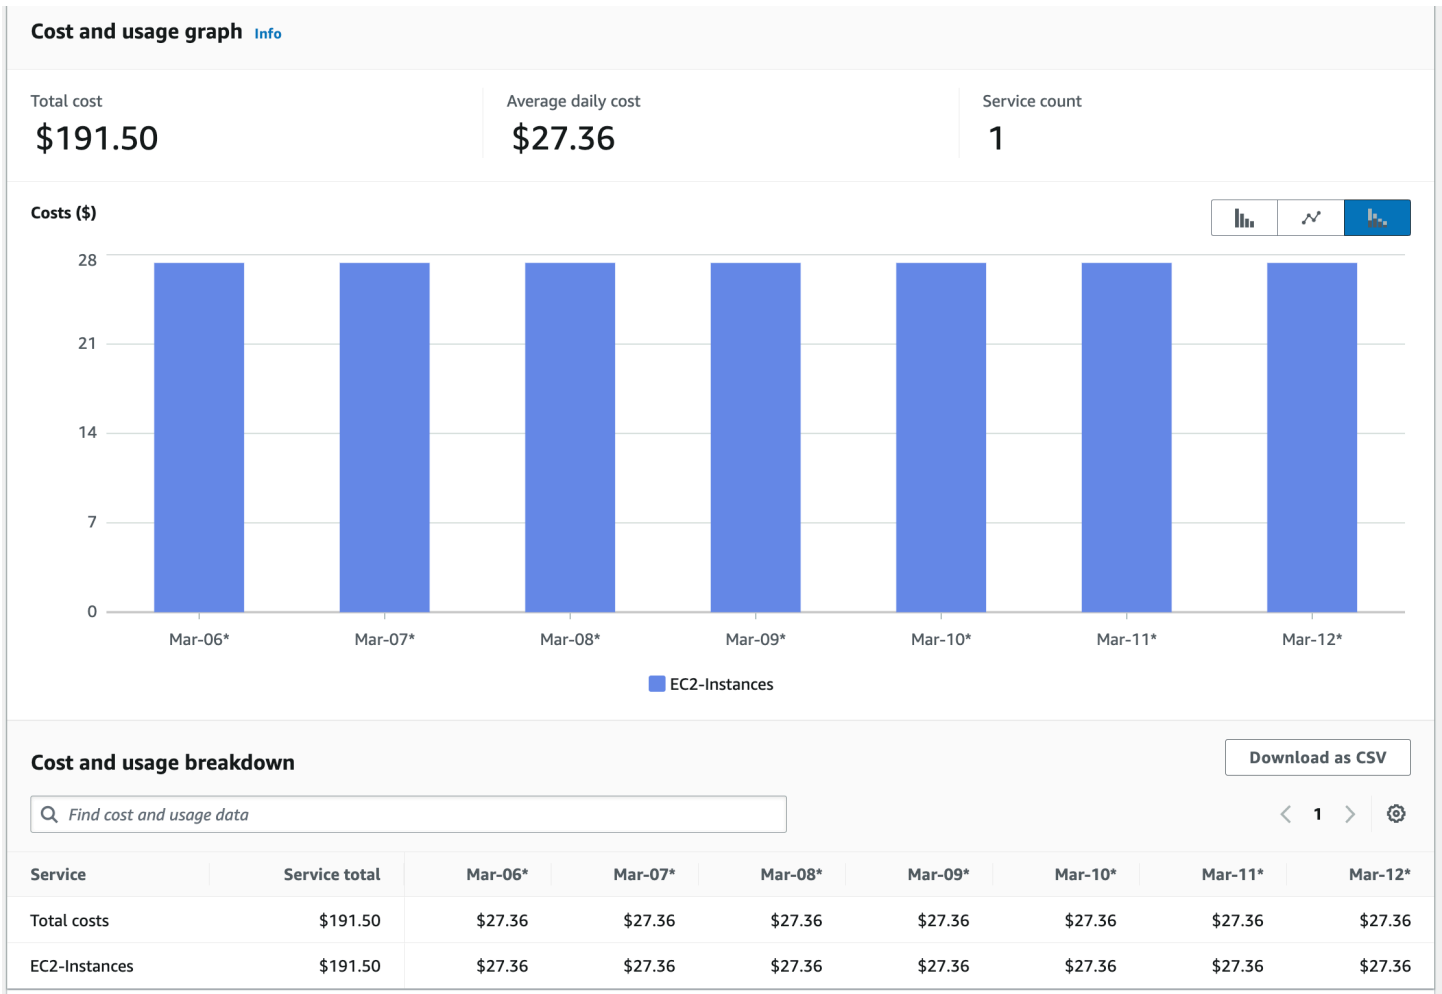 Cost and usage graph Info
Total cost Average daily cost Service count
$191.50 $27.36 1
Costs ($)
28
21
14
7
0
Mar-06* Mar-07* Mar-08* Mar-09* Mar-10* Mar-11* Mar-12*
EC2-Instances
Cost and usage breakdown Download as CSV
Find cost and usage data 1
Service Service total Mar-06* Mar-07* Mar-08* Mar-09* Mar-10* Mar-11* Mar-12*
Total costs $191.50 $27.36 $27.36 $27.36 $27.36 $27.36 $27.36 $27.36
EC2-Instances $191.50 $27.36 $27.36 $27.36 $27.36 $27.36 $27.36 $27.36